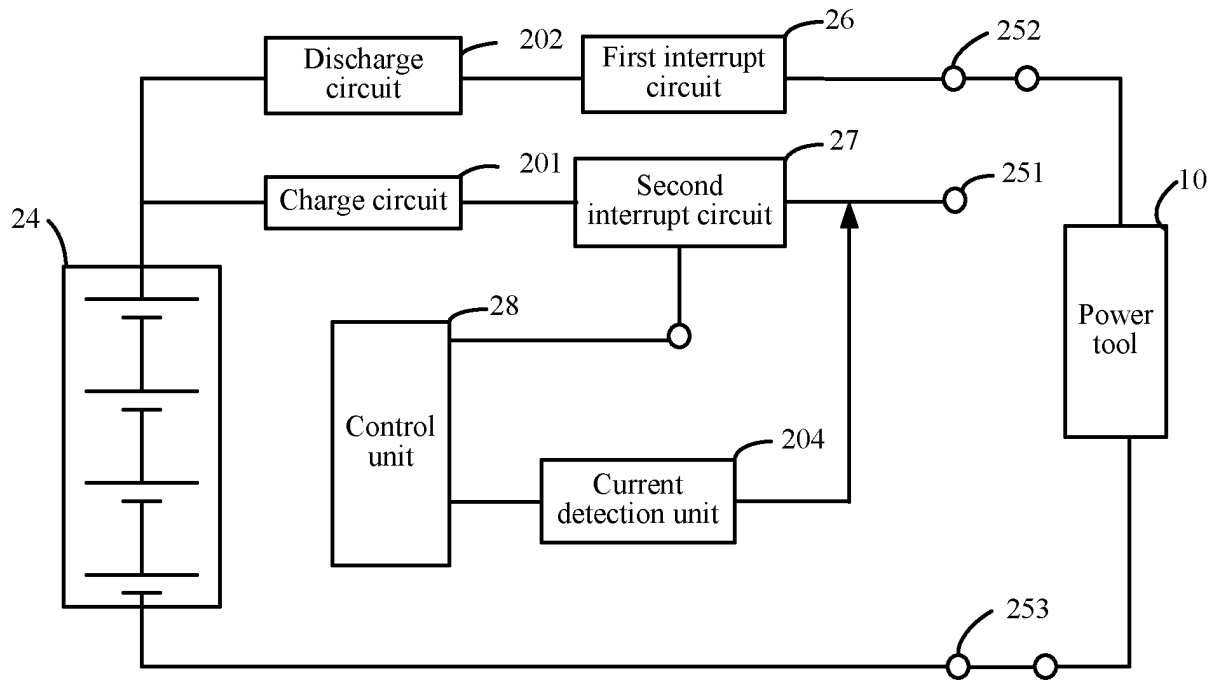 202
26
252
Discharge
circuit
First interrupt
circuit
201
27
251
10
Charge circuit
Second
interrupt circuit
24
28
Power
tool
Control
unit
204
Current
detection unit
253